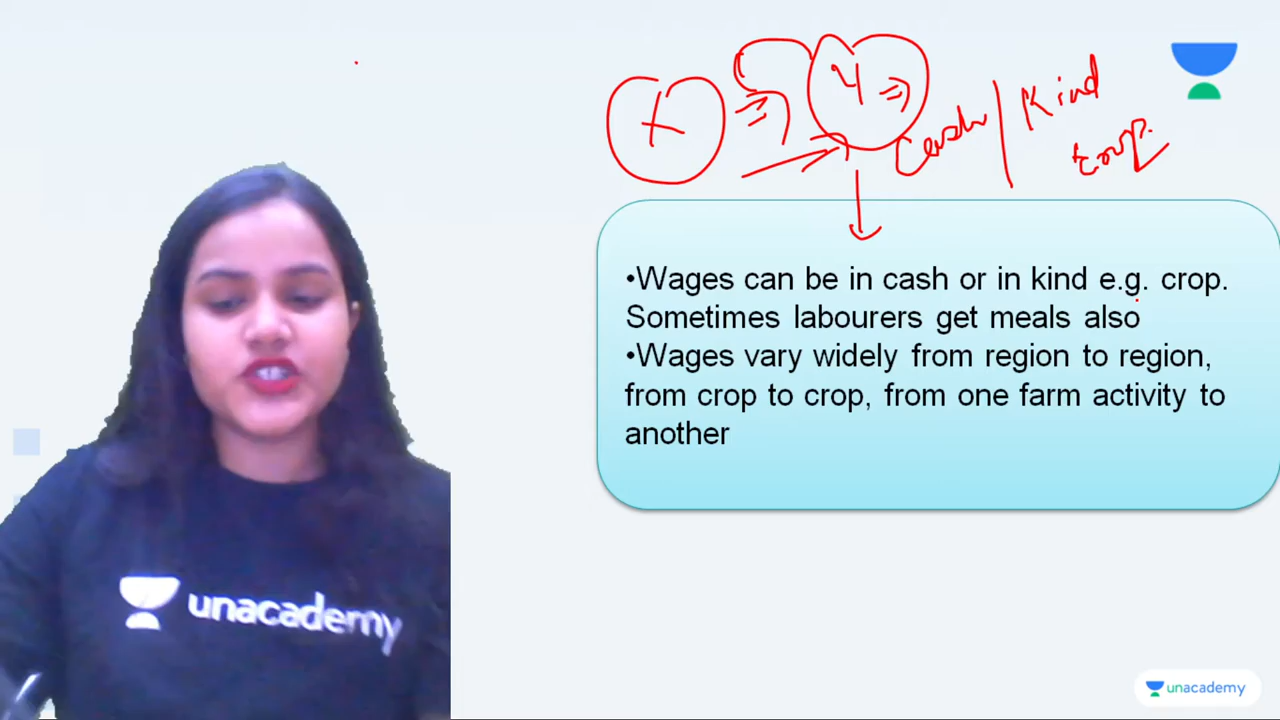 X
Y
Cash / Kind
Crop.
•Wages can be in cash or in kind e.g. crop.
Sometimes labourers get meals also
•Wages vary widely from region to region,
from crop to crop, from one farm activity to
another
unacademy
unacademy